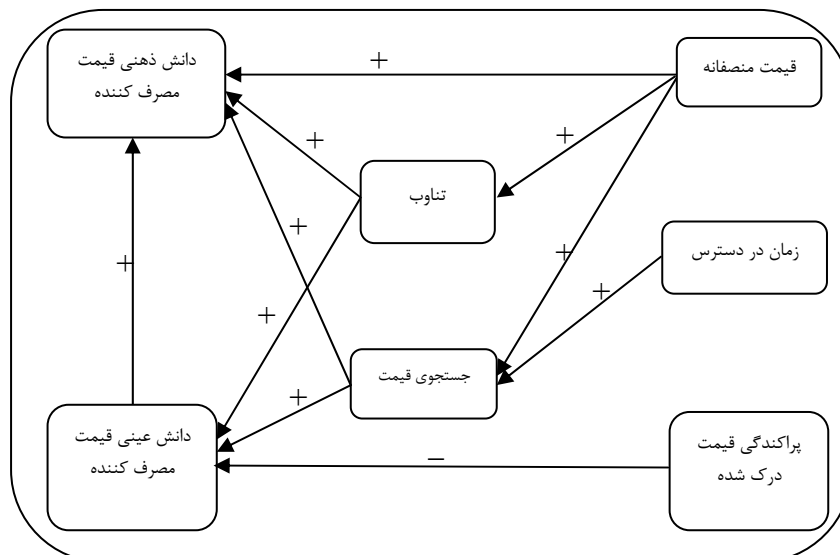 دانش ذهنی قیمت
مصرف کننده
قیمت منصفانه
+
+
+
تناوب
+
زمان در دسترس
+
+
+
+
+
جستجوی قیمت
+
دانش عینی قیمت
مصرف کننده
پراکندگی قیمت
درک شده
−